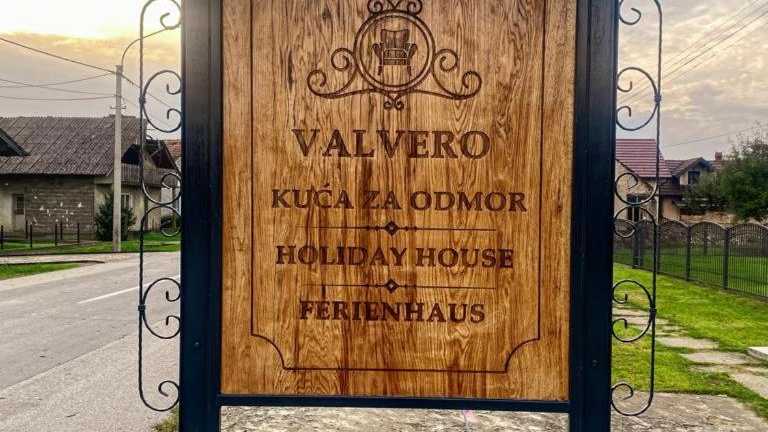 VALVERO
KUĆA ZA ODMOR
HOLIDAY HOUSE
FERIENHAUS